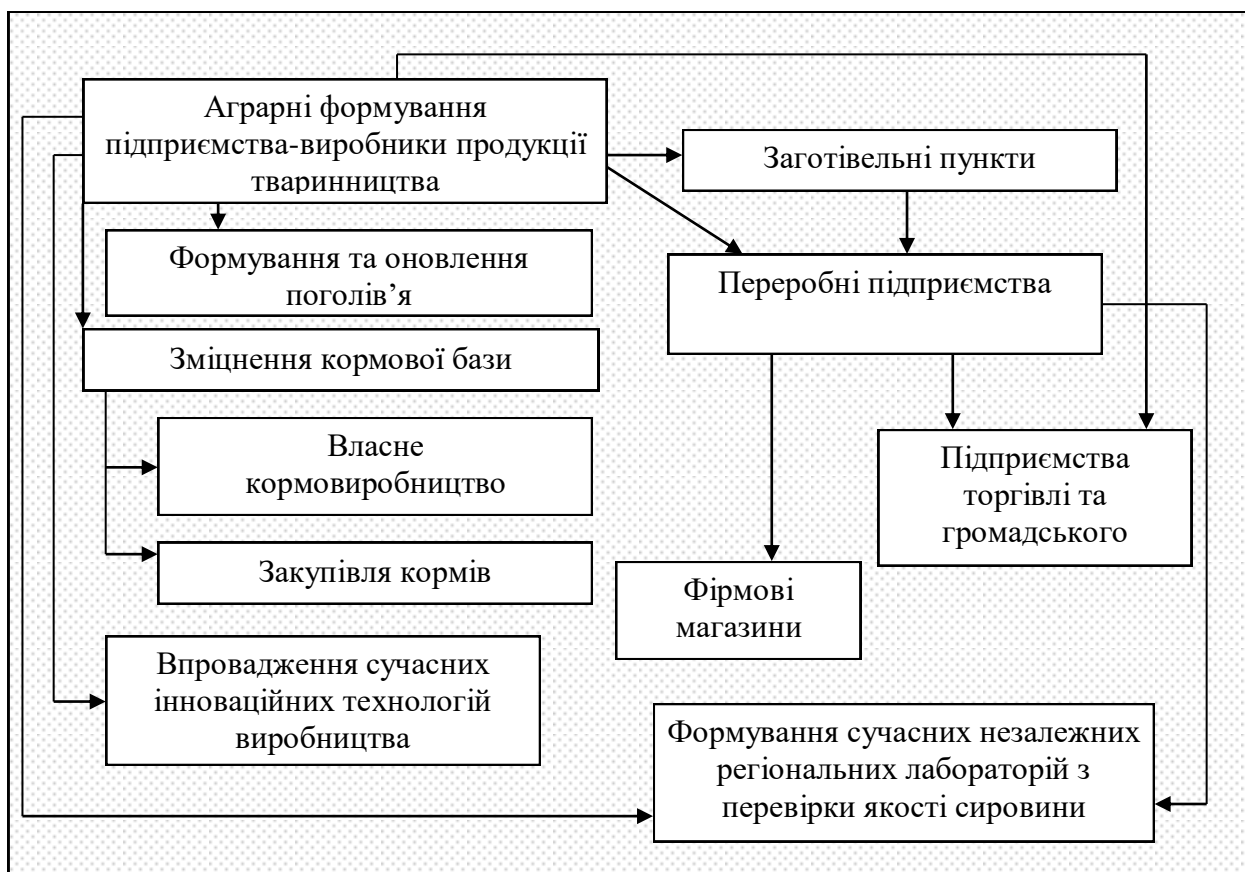 Аграрні формування
підприємства-виробники продукції
тваринництва
Заготівельні пункти
Формування та оновлення
поголів’я
Переробні підприємства
Зміцнення кормової бази
Власне
кормовиробництво
Підприємства
торгівлі та
громадського
Закупівля кормів
Фірмові
магазини
Впровадження сучасних
інноваційних технологій
виробництва
Формування сучасних незалежних
регіональних лабораторій з
перевірки якості сировини